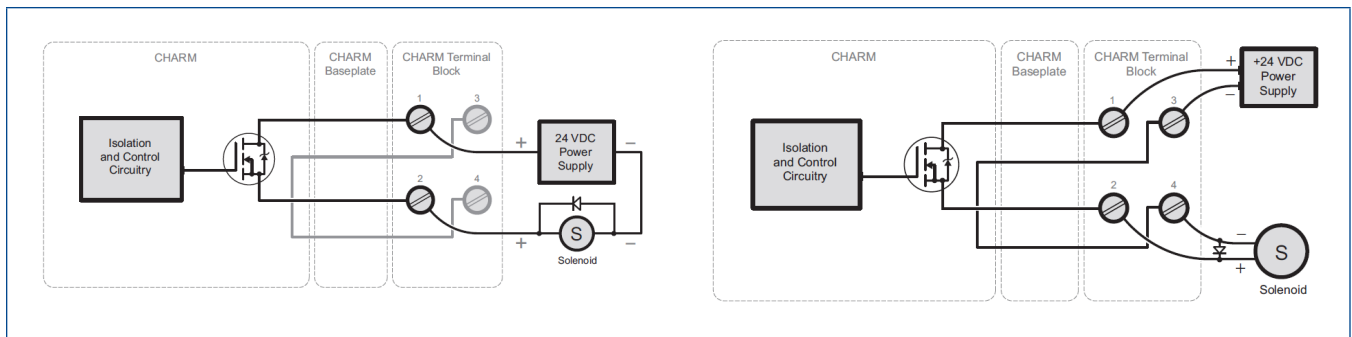 CHARM
CHARM
Baseplate
CHARM Terminal
Block
Isolation
and Control
Circuitry
1
3
2
4
+
24 VDC
Power
Supply
−
+
S
−
Solenoid
CHARM
CHARM
Baseplate
CHARM Terminal
Block
Isolation
and Control
Circuitry
1
3
2
4
+
−
+24 VDC
Power
Supply
−
+
S
Solenoid